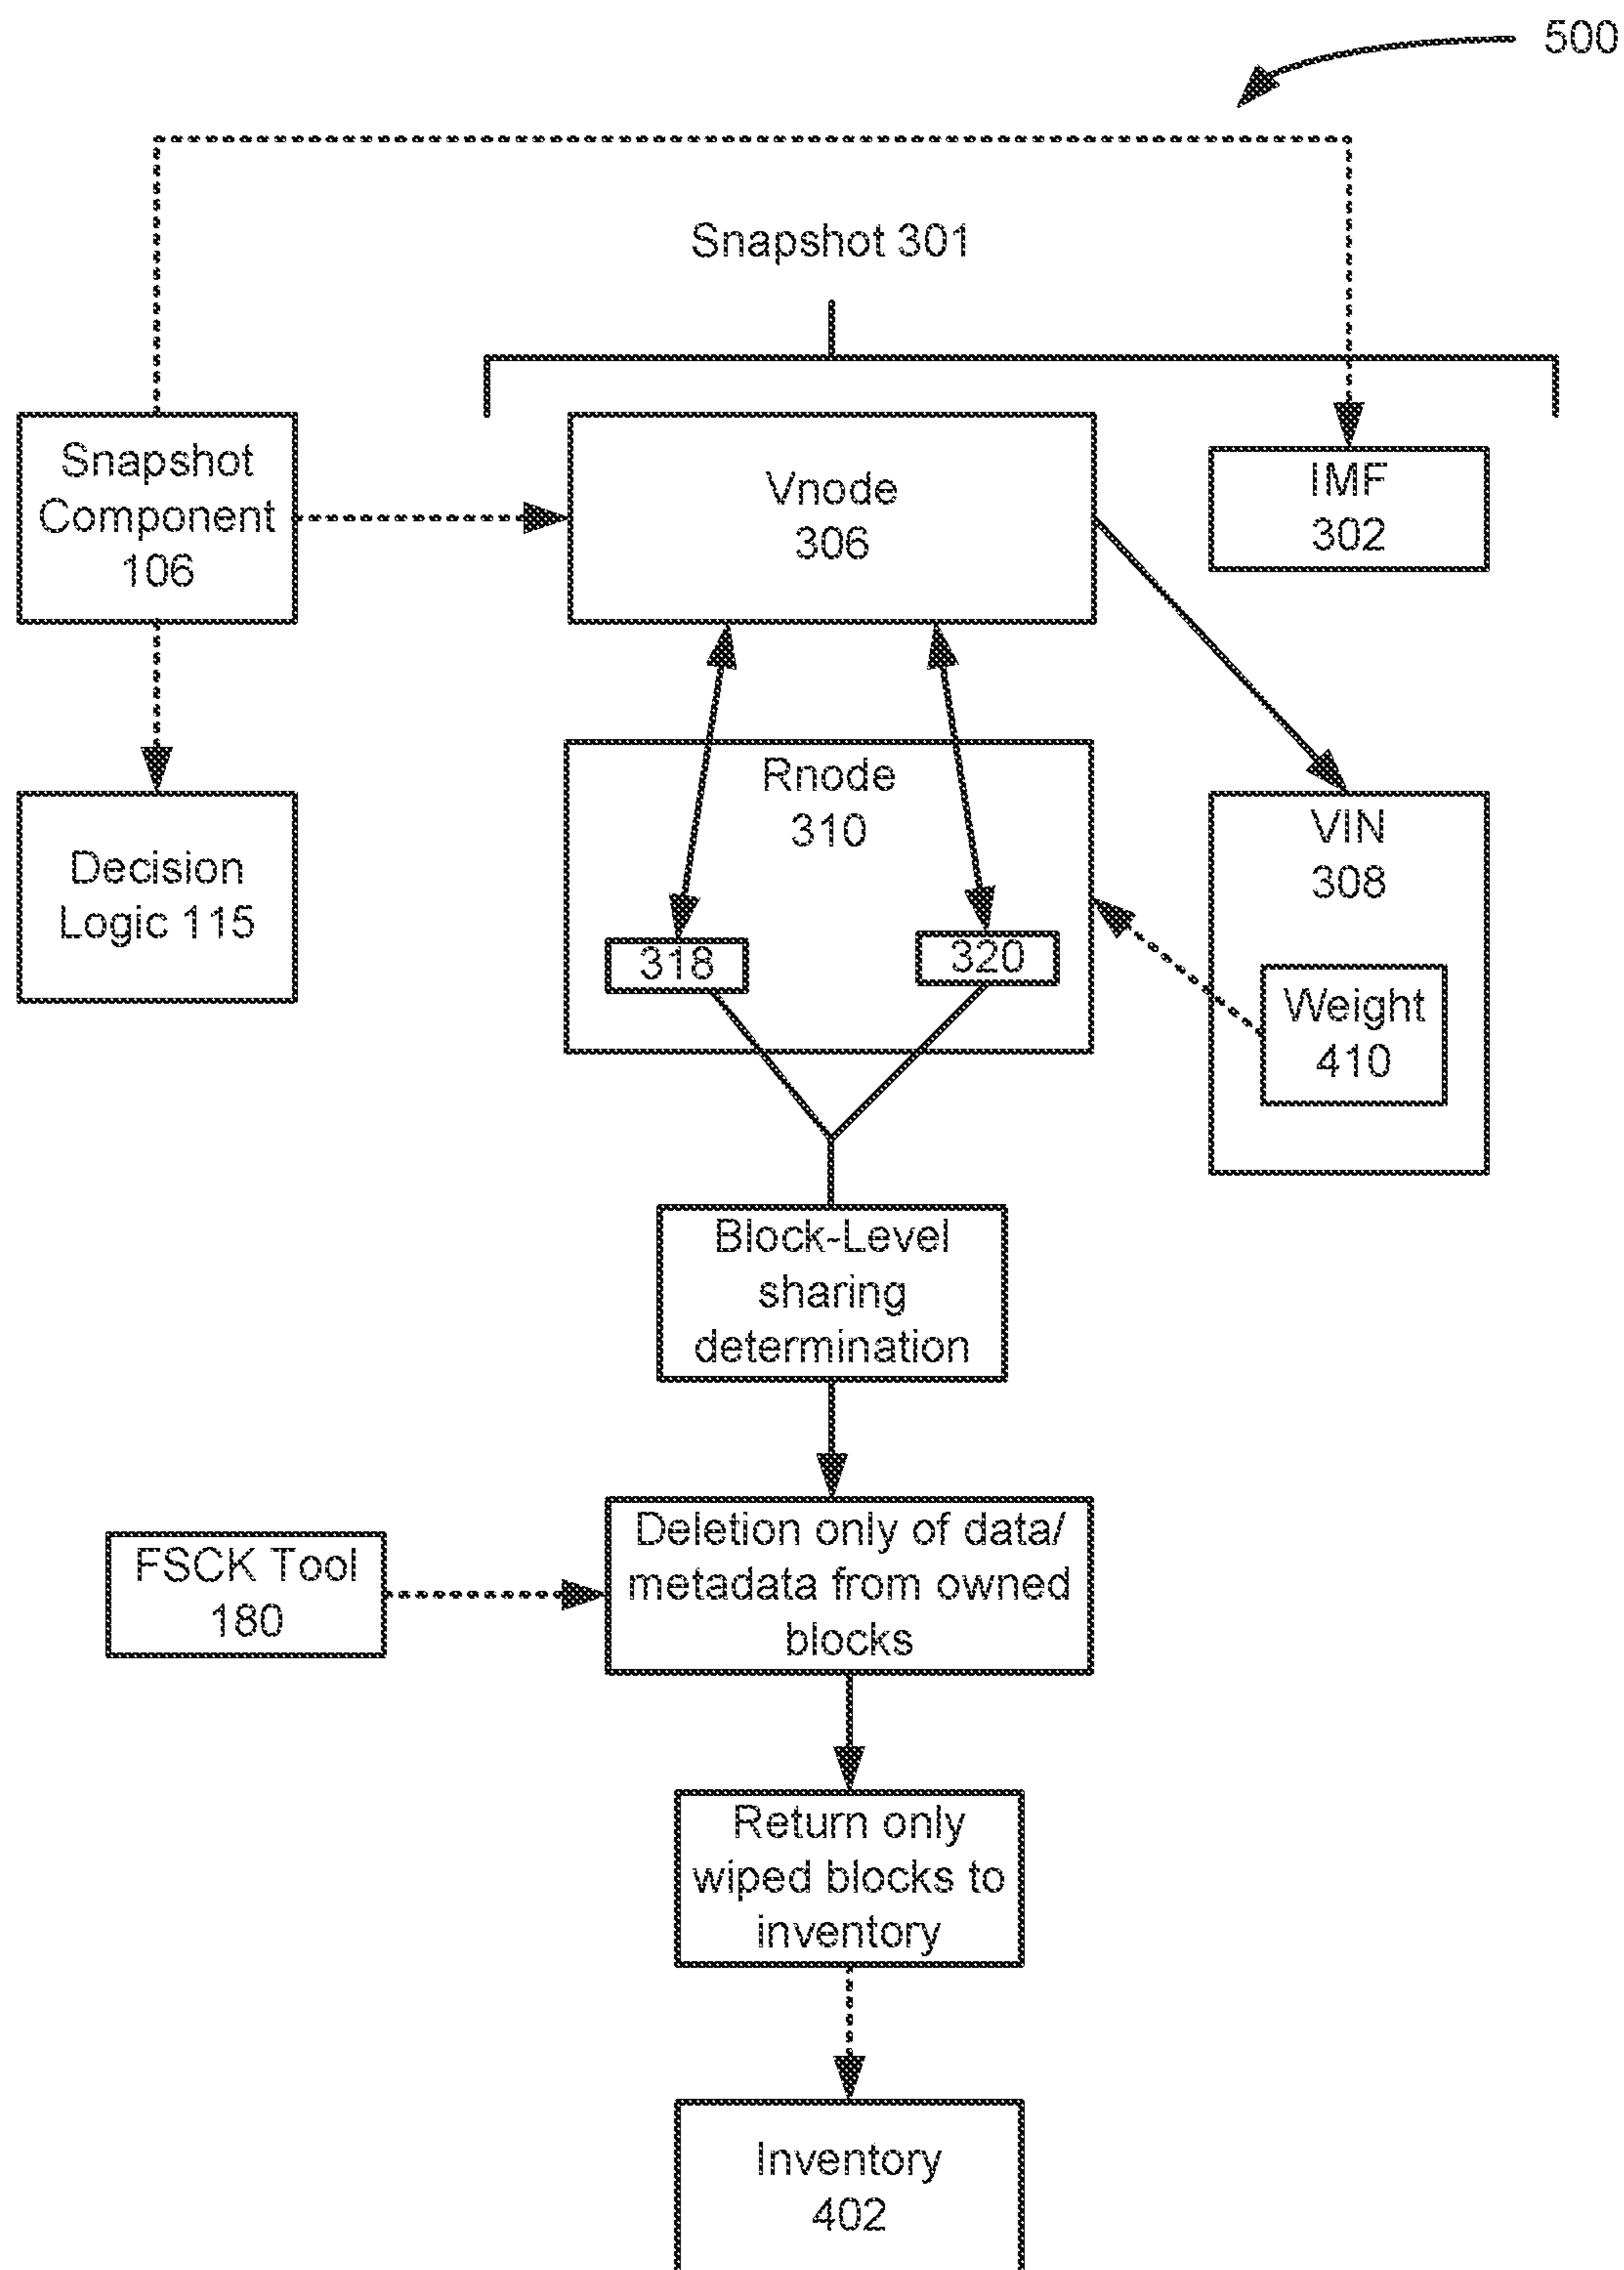 500
Snapshot 301
Snapshot
Component
106
Vnode
306
IMF
302
Decision
Logic 115
Rnode
310
318
320
VIN
308
Weight
410
Block-Level
sharing
determination
FSCK Tool
180
Deletion only of data/
metadata from owned
blocks
Return only
wiped blocks to
inventory
Inventory
402